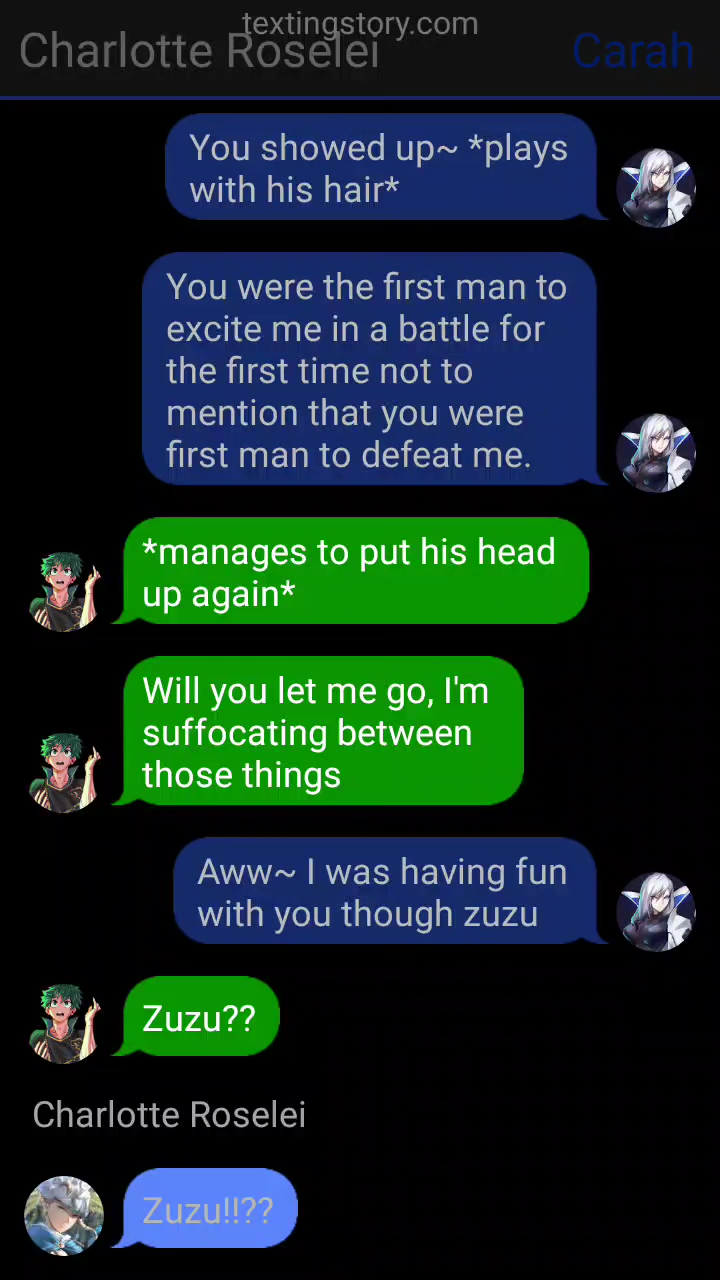 textingstory.com
Charlotte Roselei
Carah
You showed up~ *plays
with his hair*
You were the first man to
excite me in a battle for
the first time not to
mention that you were
first man to defeat me.
*manages to put his head
up again*
Will you let me go, I'm
suffocating between
those things
Aww~ I was having fun
with you though zuzu
Zuzu??
Charlotte Roselei
Zuzu!!??